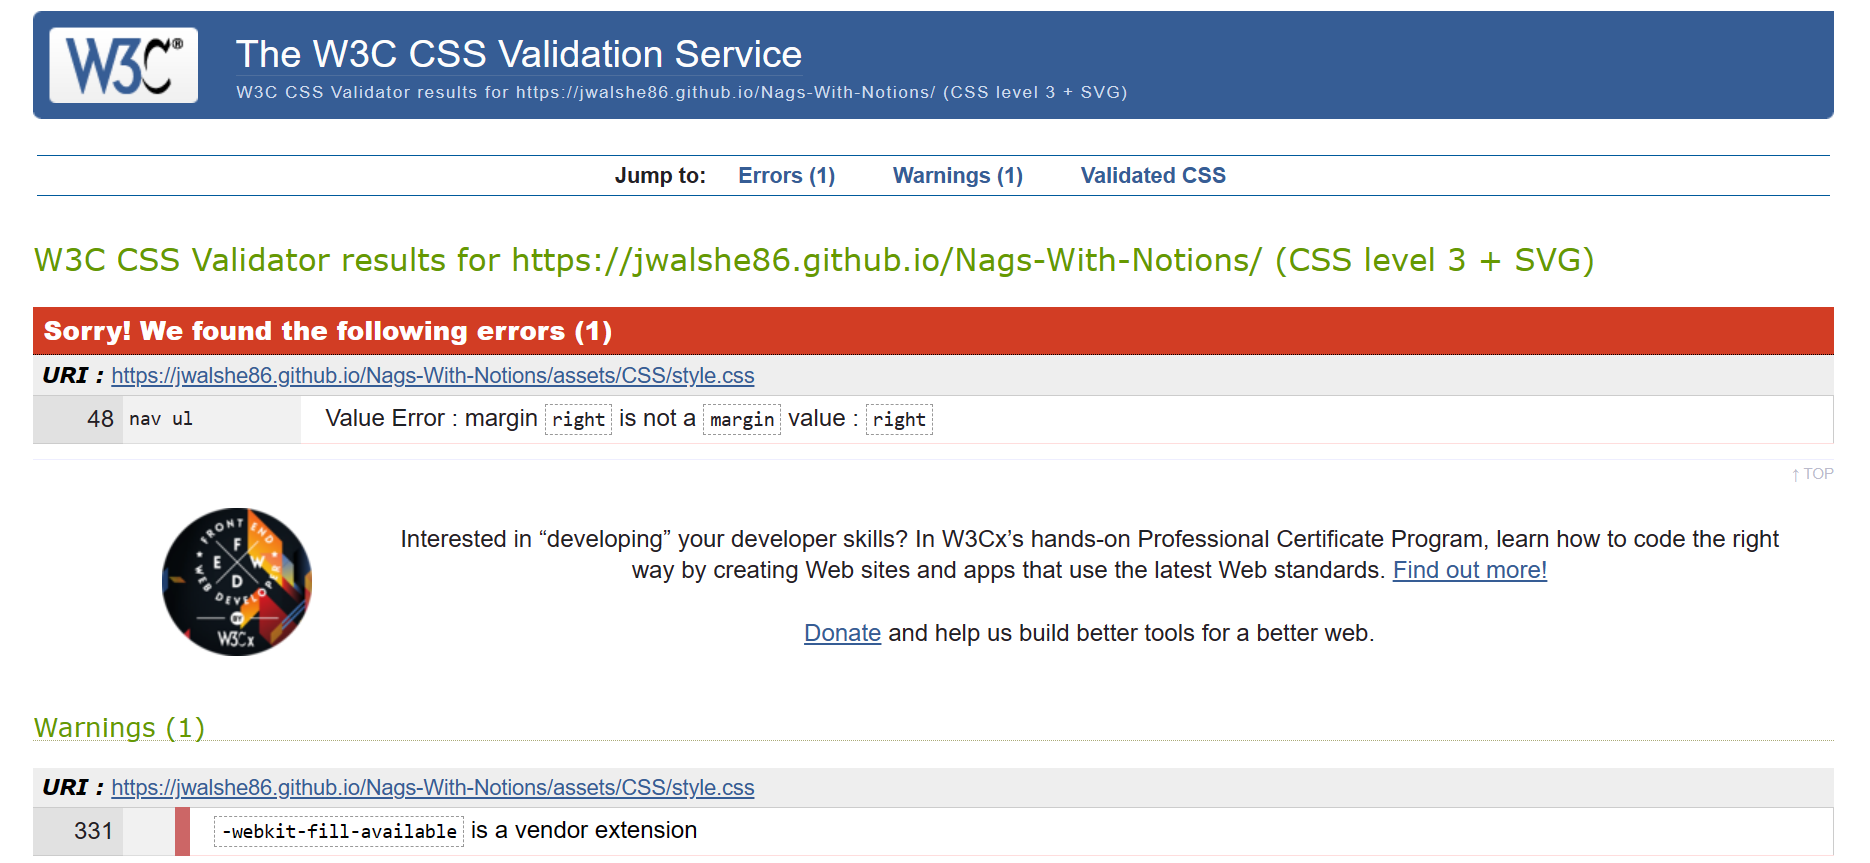 W3C®
The W3C CSS Validation Service
W3C CSS Validator results for https://jwalshe86.github.io/Nags-With-Notions/ (CSS level 3 + SVG)
Jump to: Errors (1) Warnings (1) Validated CSS
W3C CSS Validator results for https://jwalshe86.github.io/Nags-With-Notions/ (CSS level 3 + SVG)
Sorry! We found the following errors (1)
URI : https://jwalshe86.github.io/Nags-With-Notions/assets/CSS/style.css
48 nav ul Value Error : margin right is not a margin value : right
↑ TOP
FRONT END
WEB DEVELOPER
F E W D
BY
W3Cx
Interested in “developing” your developer skills? In W3Cx’s hands-on Professional Certificate Program, learn how to code the right
way by creating Web sites and apps that use the latest Web standards. Find out more!
Donate and help us build better tools for a better web.
Warnings (1)
URI : https://jwalshe86.github.io/Nags-With-Notions/assets/CSS/style.css
331 -webkit-fill-available is a vendor extension